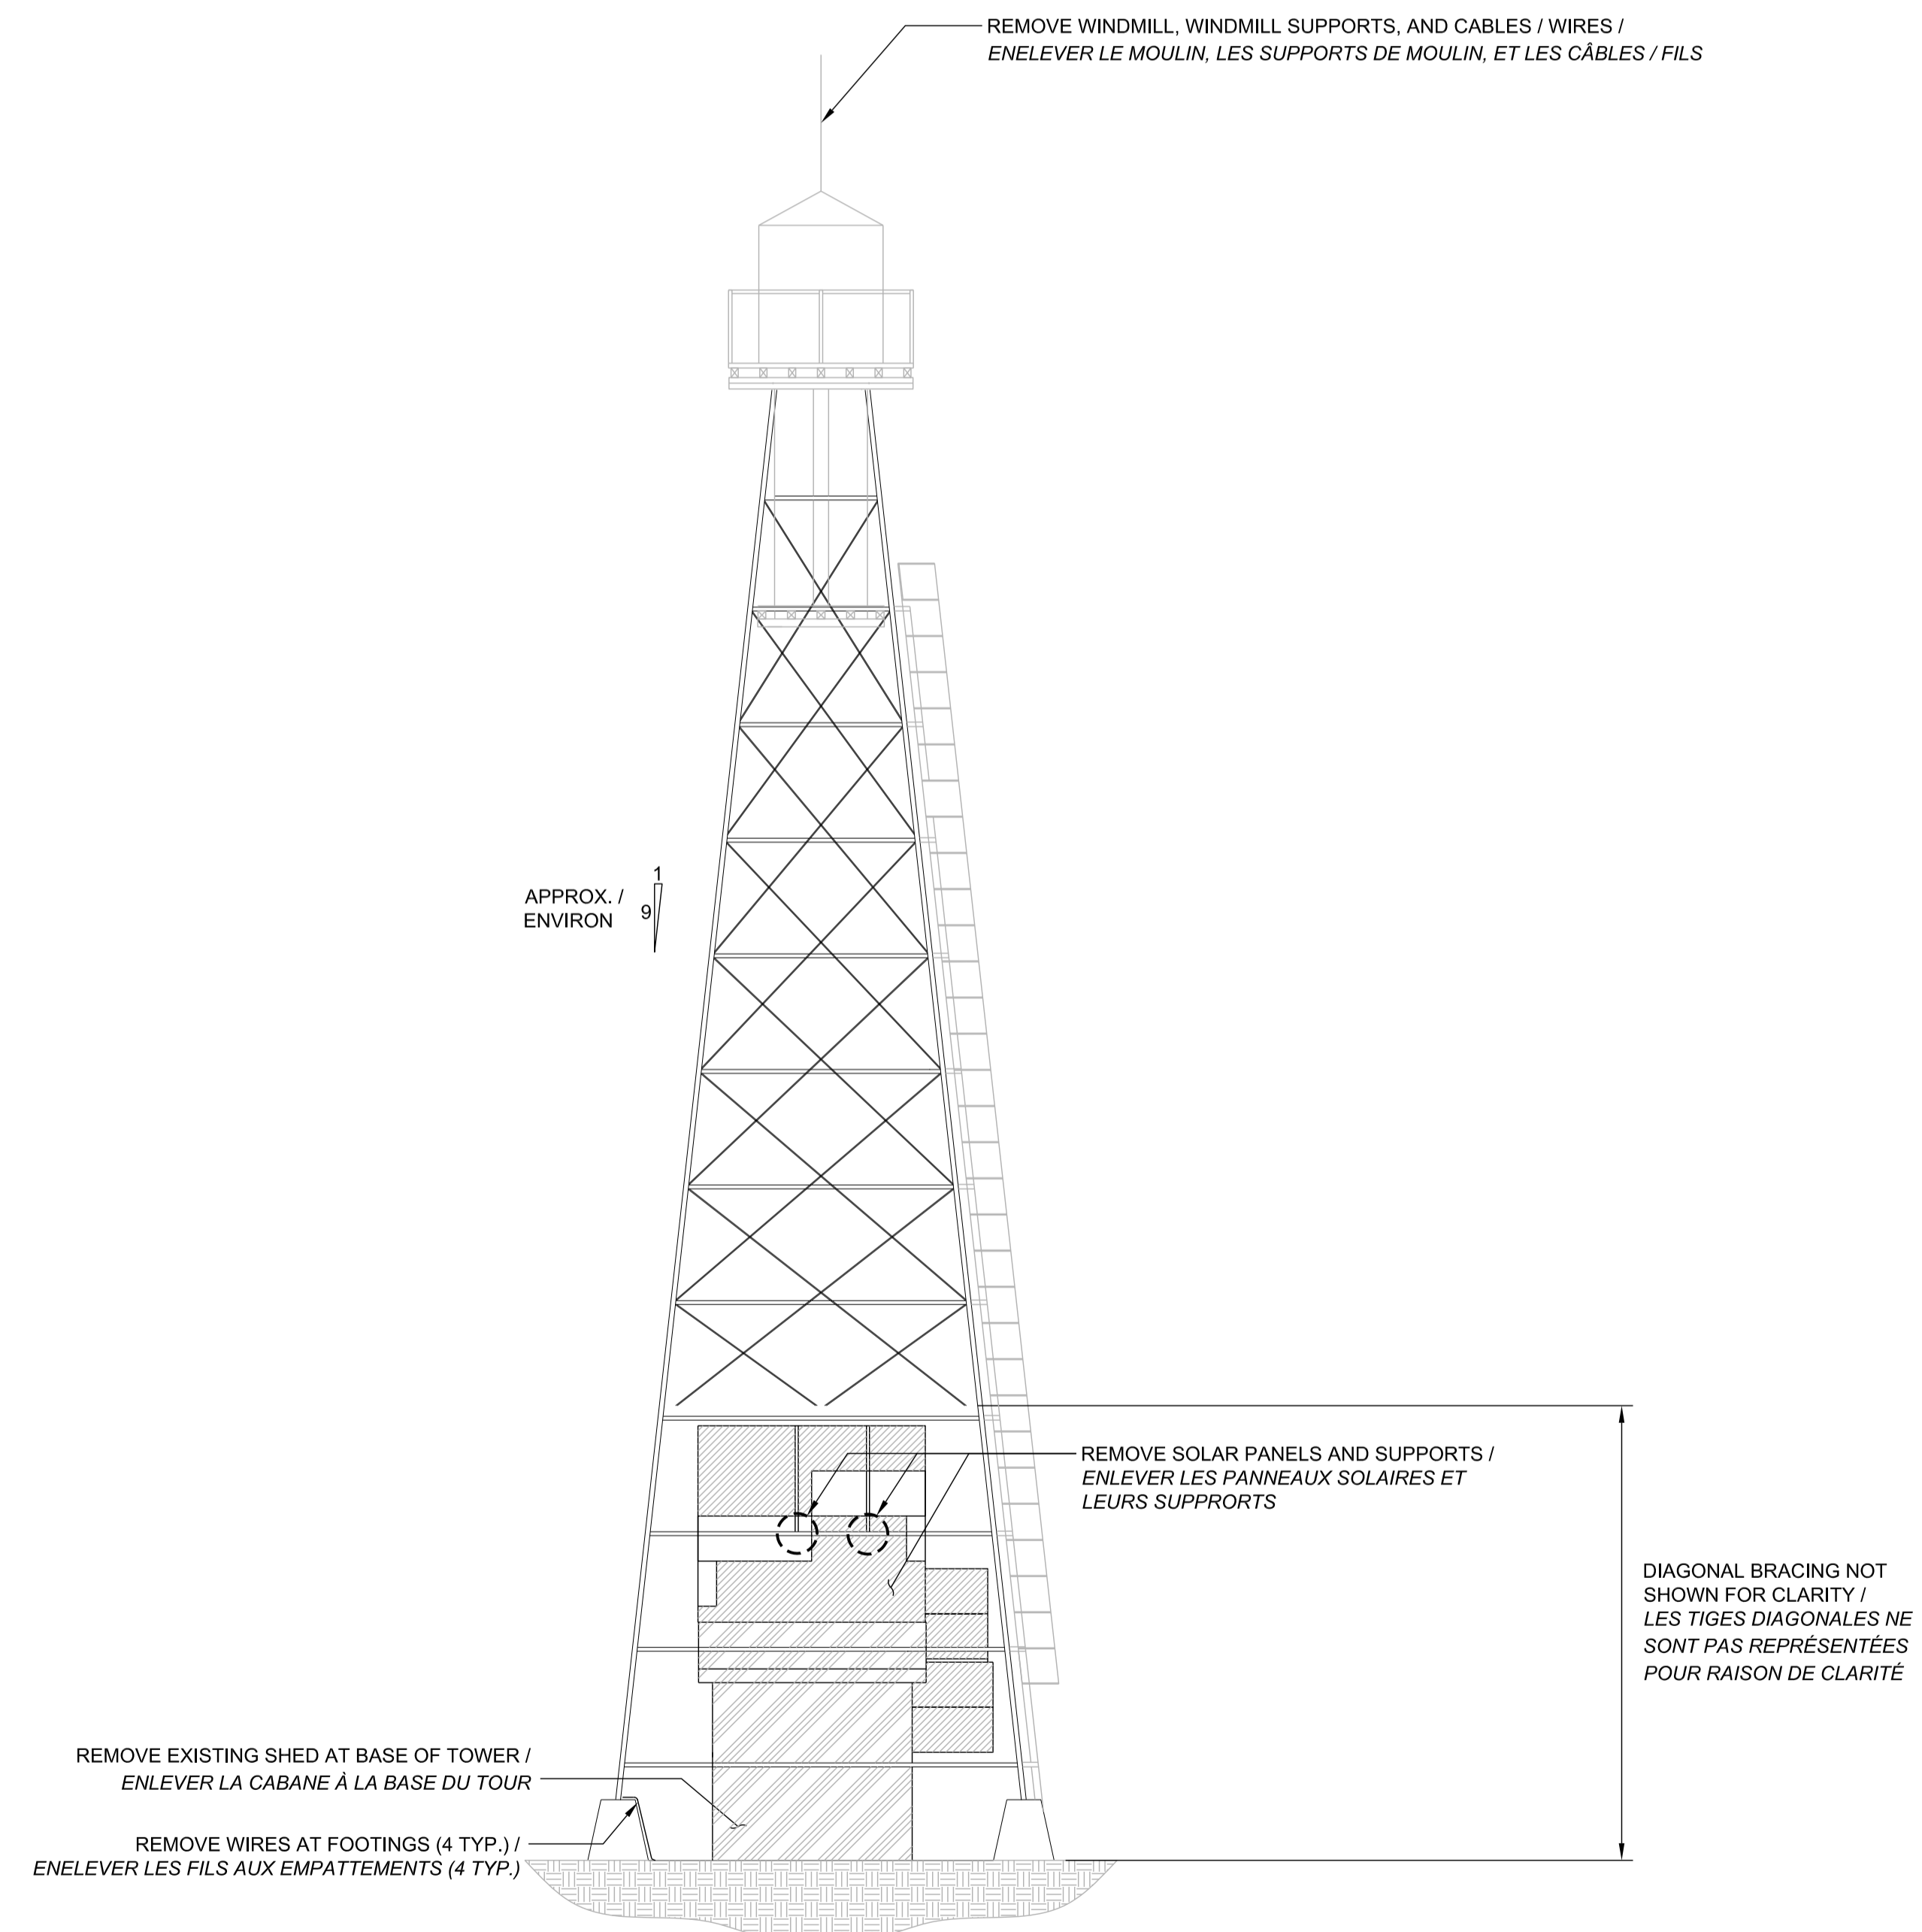 REMOVE WINDMILL, WINDMILL SUPPORTS, AND CABLES / WIRES /
ENELEVER LE MOULIN, LES SUPPORTS DE MOULIN, ET LES CÂBLES / FILS
1
APPROX. /
ENVIRON
9
REMOVE SOLAR PANELS AND SUPPORTS /
ENLEVER LES PANNEAUX SOLAIRES ET
LEURS SUPPRORTS
DIAGONAL BRACING NOT
SHOWN FOR CLARITY /
LES TIGES DIAGONALES NE
SONT PAS REPRÉSENTÉES
POUR RAISON DE CLARITÉ
REMOVE EXISTING SHED AT BASE OF TOWER /
ENLEVER LA CABANE À LA BASE DU TOUR
REMOVE WIRES AT FOOTINGS (4 TYP.) /
ENELEVER LES FILS AUX EMPATTEMENTS (4 TYP.)